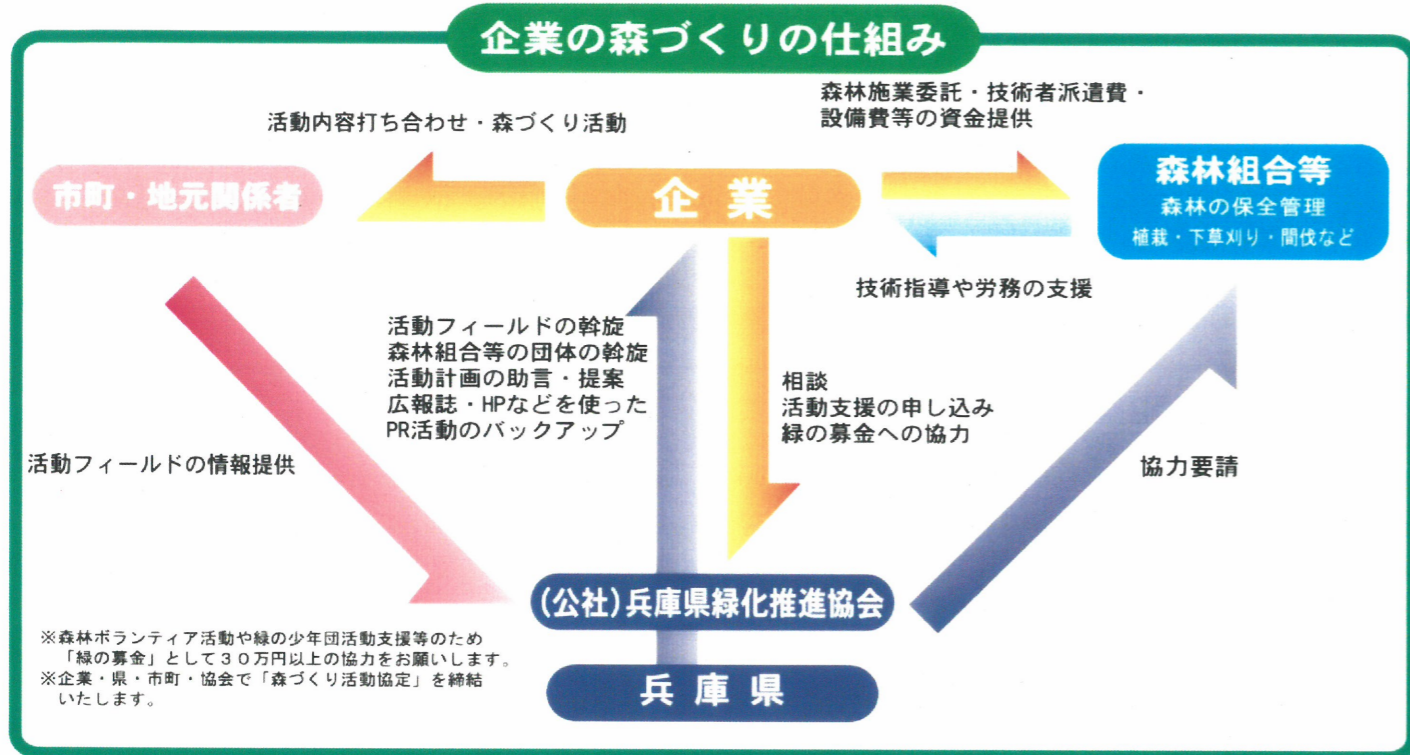 企業の森づくりの仕組み
活動内容打ち合わせ・森づくり活動
森林施業委託・技術者派遣費・
設備費等の資金提供
市町・地元関係者
企業
森林組合等
森林の保全管理
植栽・下草刈り・間伐など
技術指導や労務の支援
活動フィールドの斡旋
森林組合等の団体の斡旋
活動計画の助言・提案
広報誌・HPなどを使った
PR活動のバックアップ
相談
活動支援の申し込み
緑の募金への協力
活動フィールドの情報提供
協力要請
(公社)兵庫県緑化推進協会
兵庫県
※森林ボランティア活動や緑の少年団活動支援等のため
「緑の募金」として30万円以上の協力をお願いします。
※企業・県・市町・協会で「森づくり活動協定」を締結
いたします。